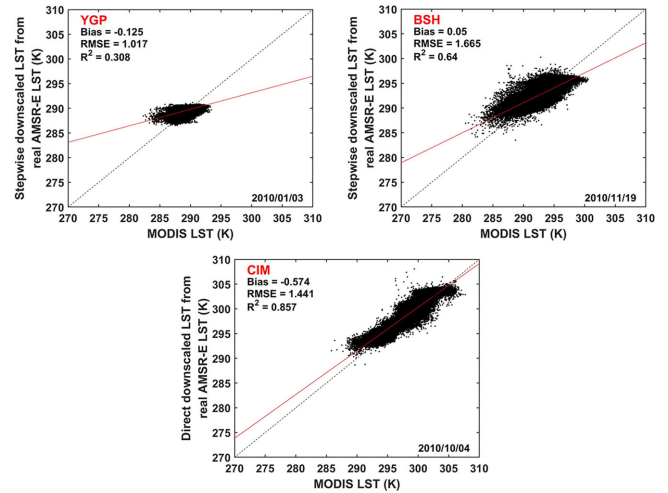 YGP
Bias = -0.125
RMSE = 1.017
R² = 0.308
310
305
300
295
290
285
280
275
270
Stepwise downscaled LST from
real AMSR-E LST (K)
2010/01/03
270 275 280 285 290 295 300 305 310
MODIS LST (K)
BSH
Bias = 0.05
RMSE = 1.665
R² = 0.64
310
305
300
295
290
285
280
275
270
Stepwise downscaled LST from
real AMSR-E LST (K)
2010/11/19
270 275 280 285 290 295 300 305 310
MODIS LST (K)
CIM
Bias = -0.574
RMSE = 1.441
R² = 0.857
310
305
300
295
290
285
280
275
270
Direct downscaled LST from
real AMSR-E LST (K)
2010/10/04
270 275 280 285 290 295 300 305 310
MODIS LST (K)